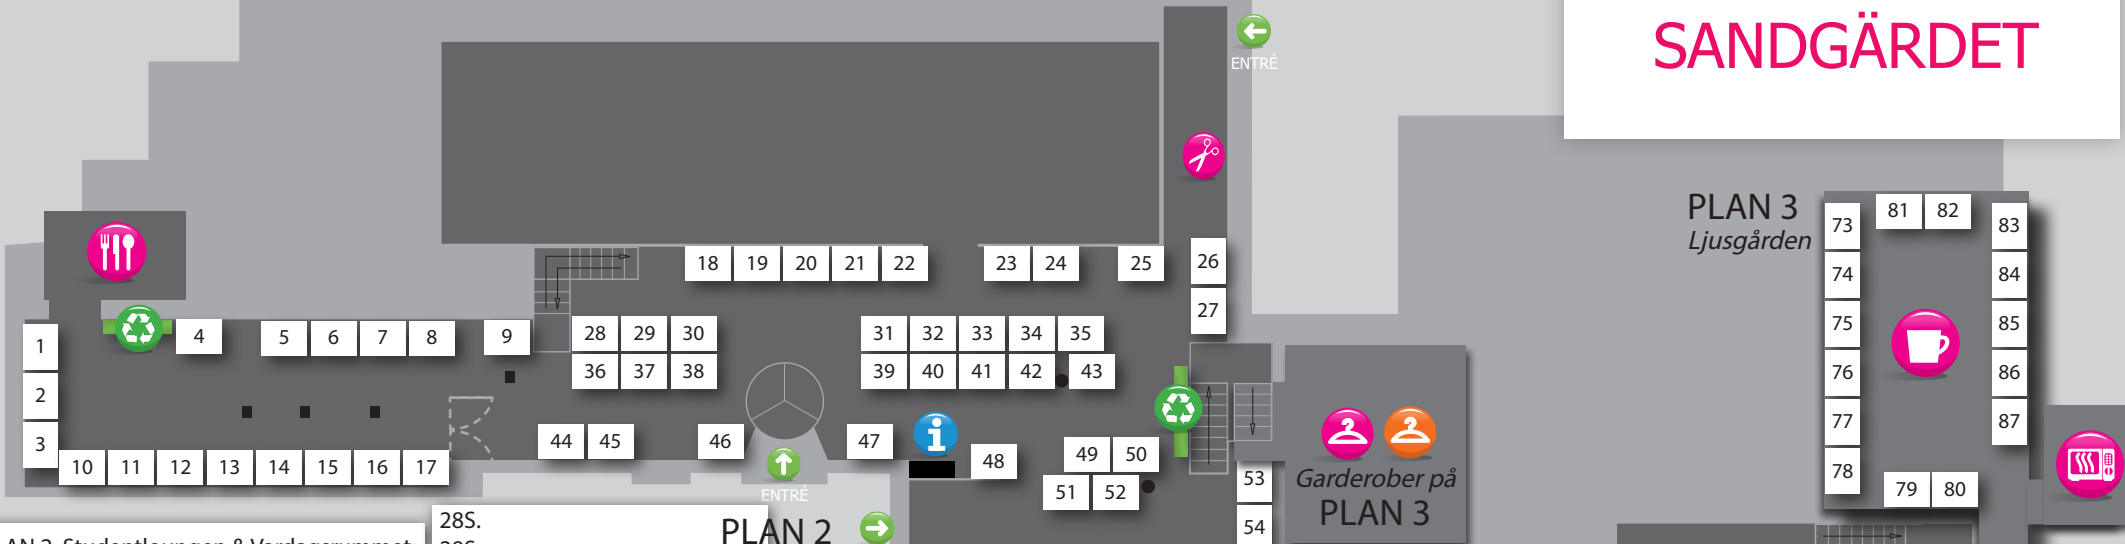 SANDGÄRDET
ENTRÉ
PLAN 3
Ljusgården
81 82
73 83
74 84
75 85
76 86
77 87
78
79 80
18 19 20 21 22 23 24 25 26
27
1 4 5 6 7 8 9
2
3
28 29 30 31 32 33 34 35
36 37 38 39 40 41 42 43
10 11 12 13 14 15 16 17
44 45 46 47 48 49 50
51 52
53
54
ENTRÉ
Garderober på
PLAN 3
PLAN 2
28S.
AN 2, Studentloungen & Vardagsrummet: